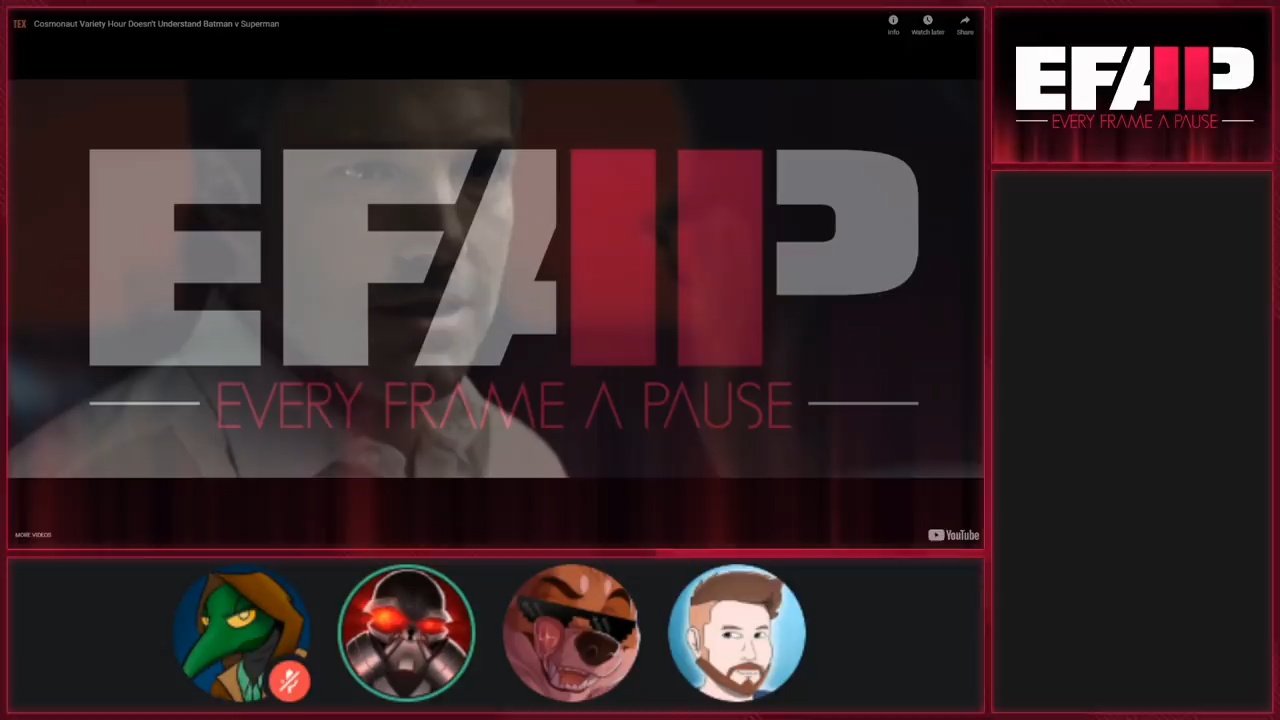 TEX Cosmonaut Variety Hour Doesn't Understand Batman v Superman
Info
Watch later
Share
EFAP
EVERY FRAME A PAUSE
MORE VIDEOS
YouTube
EFAP
EVERY FRAME A PAUSE